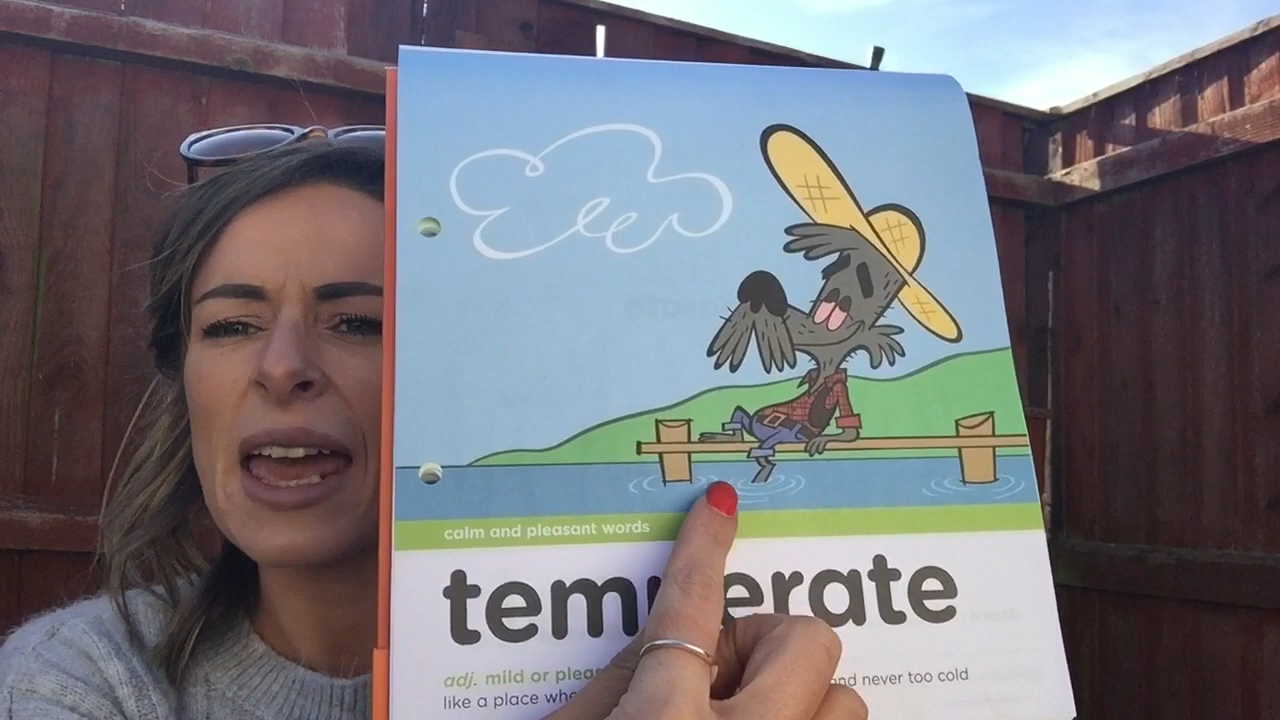 calm and pleasant words
temperate
adj. mild or
like a place and never too cold